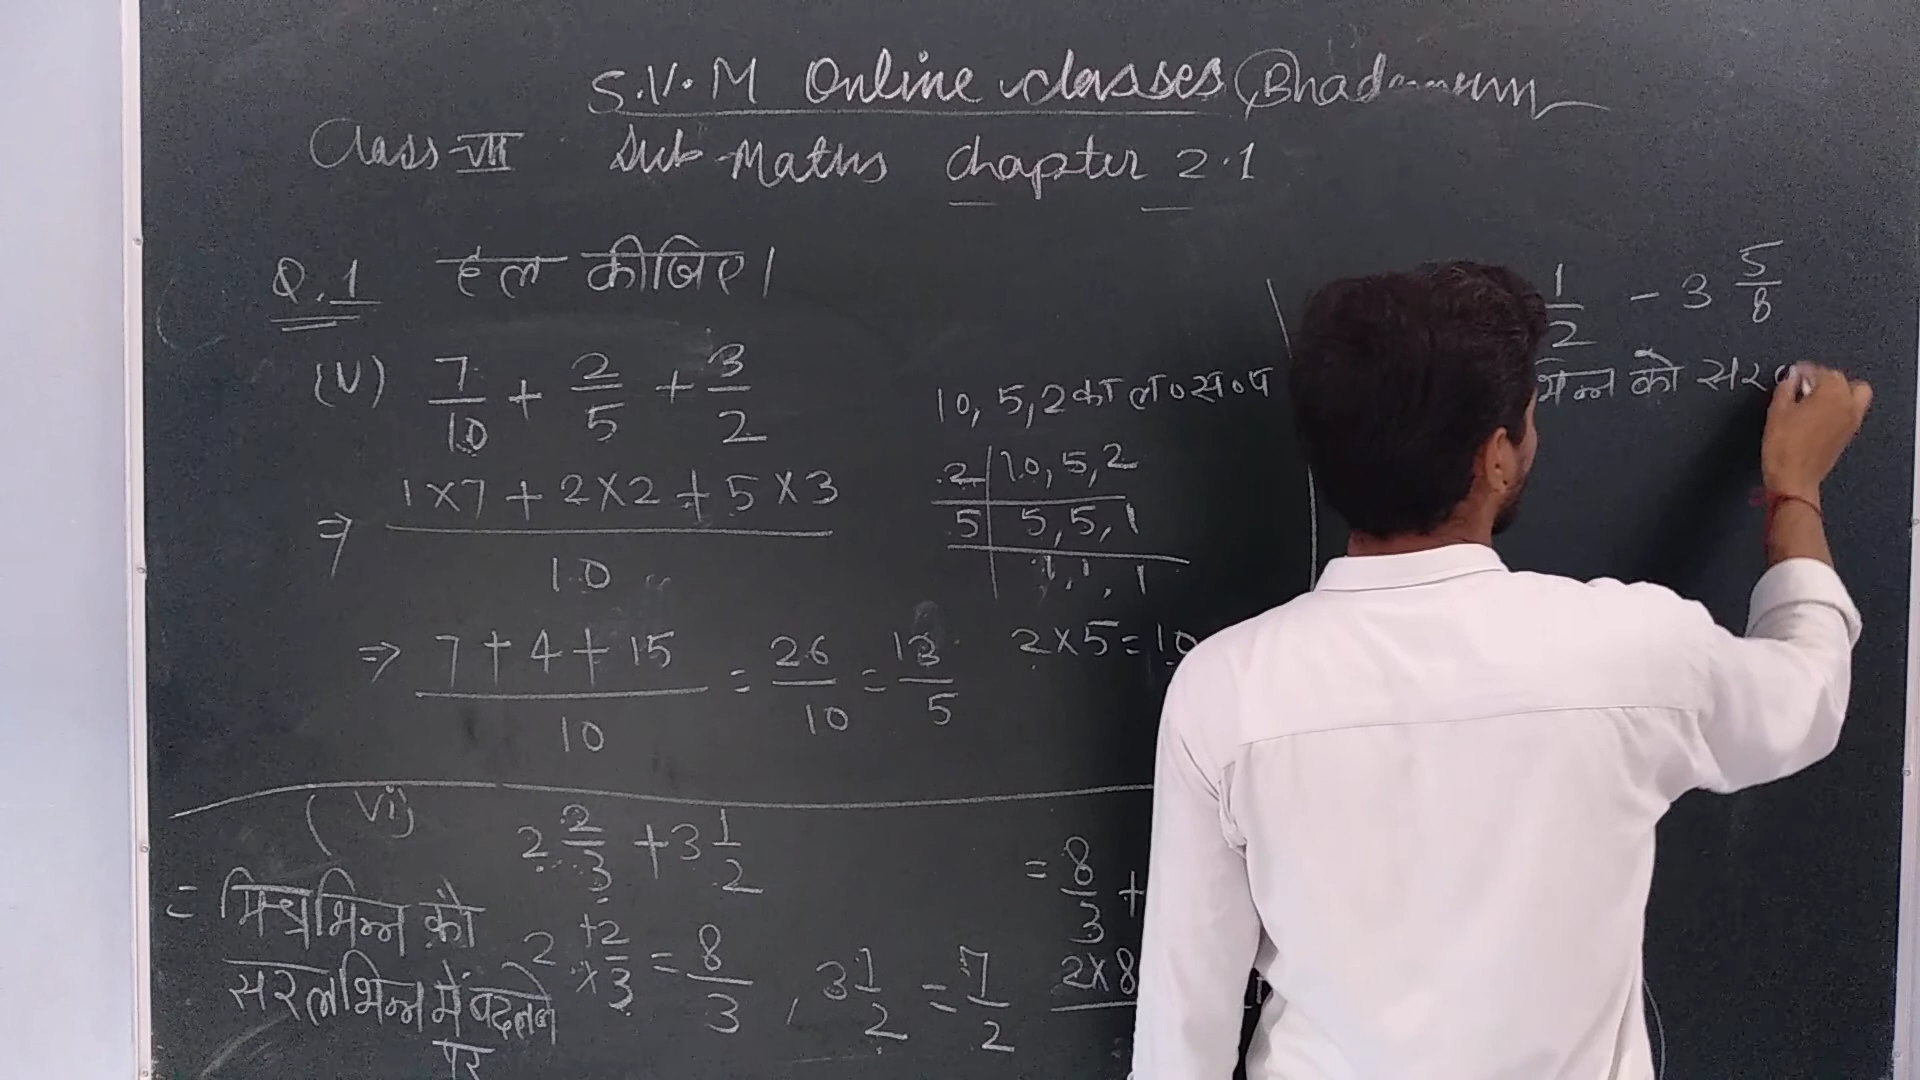 S.V.M Online classes
Class-VII Sub-Maths Chapter 2.1
Q.1 हल कीजिए।
(V) 7/10 + 2/5 + 3/2
⇒ 1×7 + 2×2 + 5×3 / 10
⇒ 7+4+15 / 10 = 26/10 = 13/5
10, 5, 2 का ल०स०प
2 | 10, 5, 2
5 | 5, 5, 1
| 1, 1, 1
2×5=10
(Vi) 2 2/3 + 3 1/2
= मिश्रभिन्न को
सरलभिन्न में बदलने
पर
2 +2/×3 = 8/3 , 3 1/2 = 7/2
= 8/3 +
2×8
1/2 - 3 5/8
भिन्न को सर